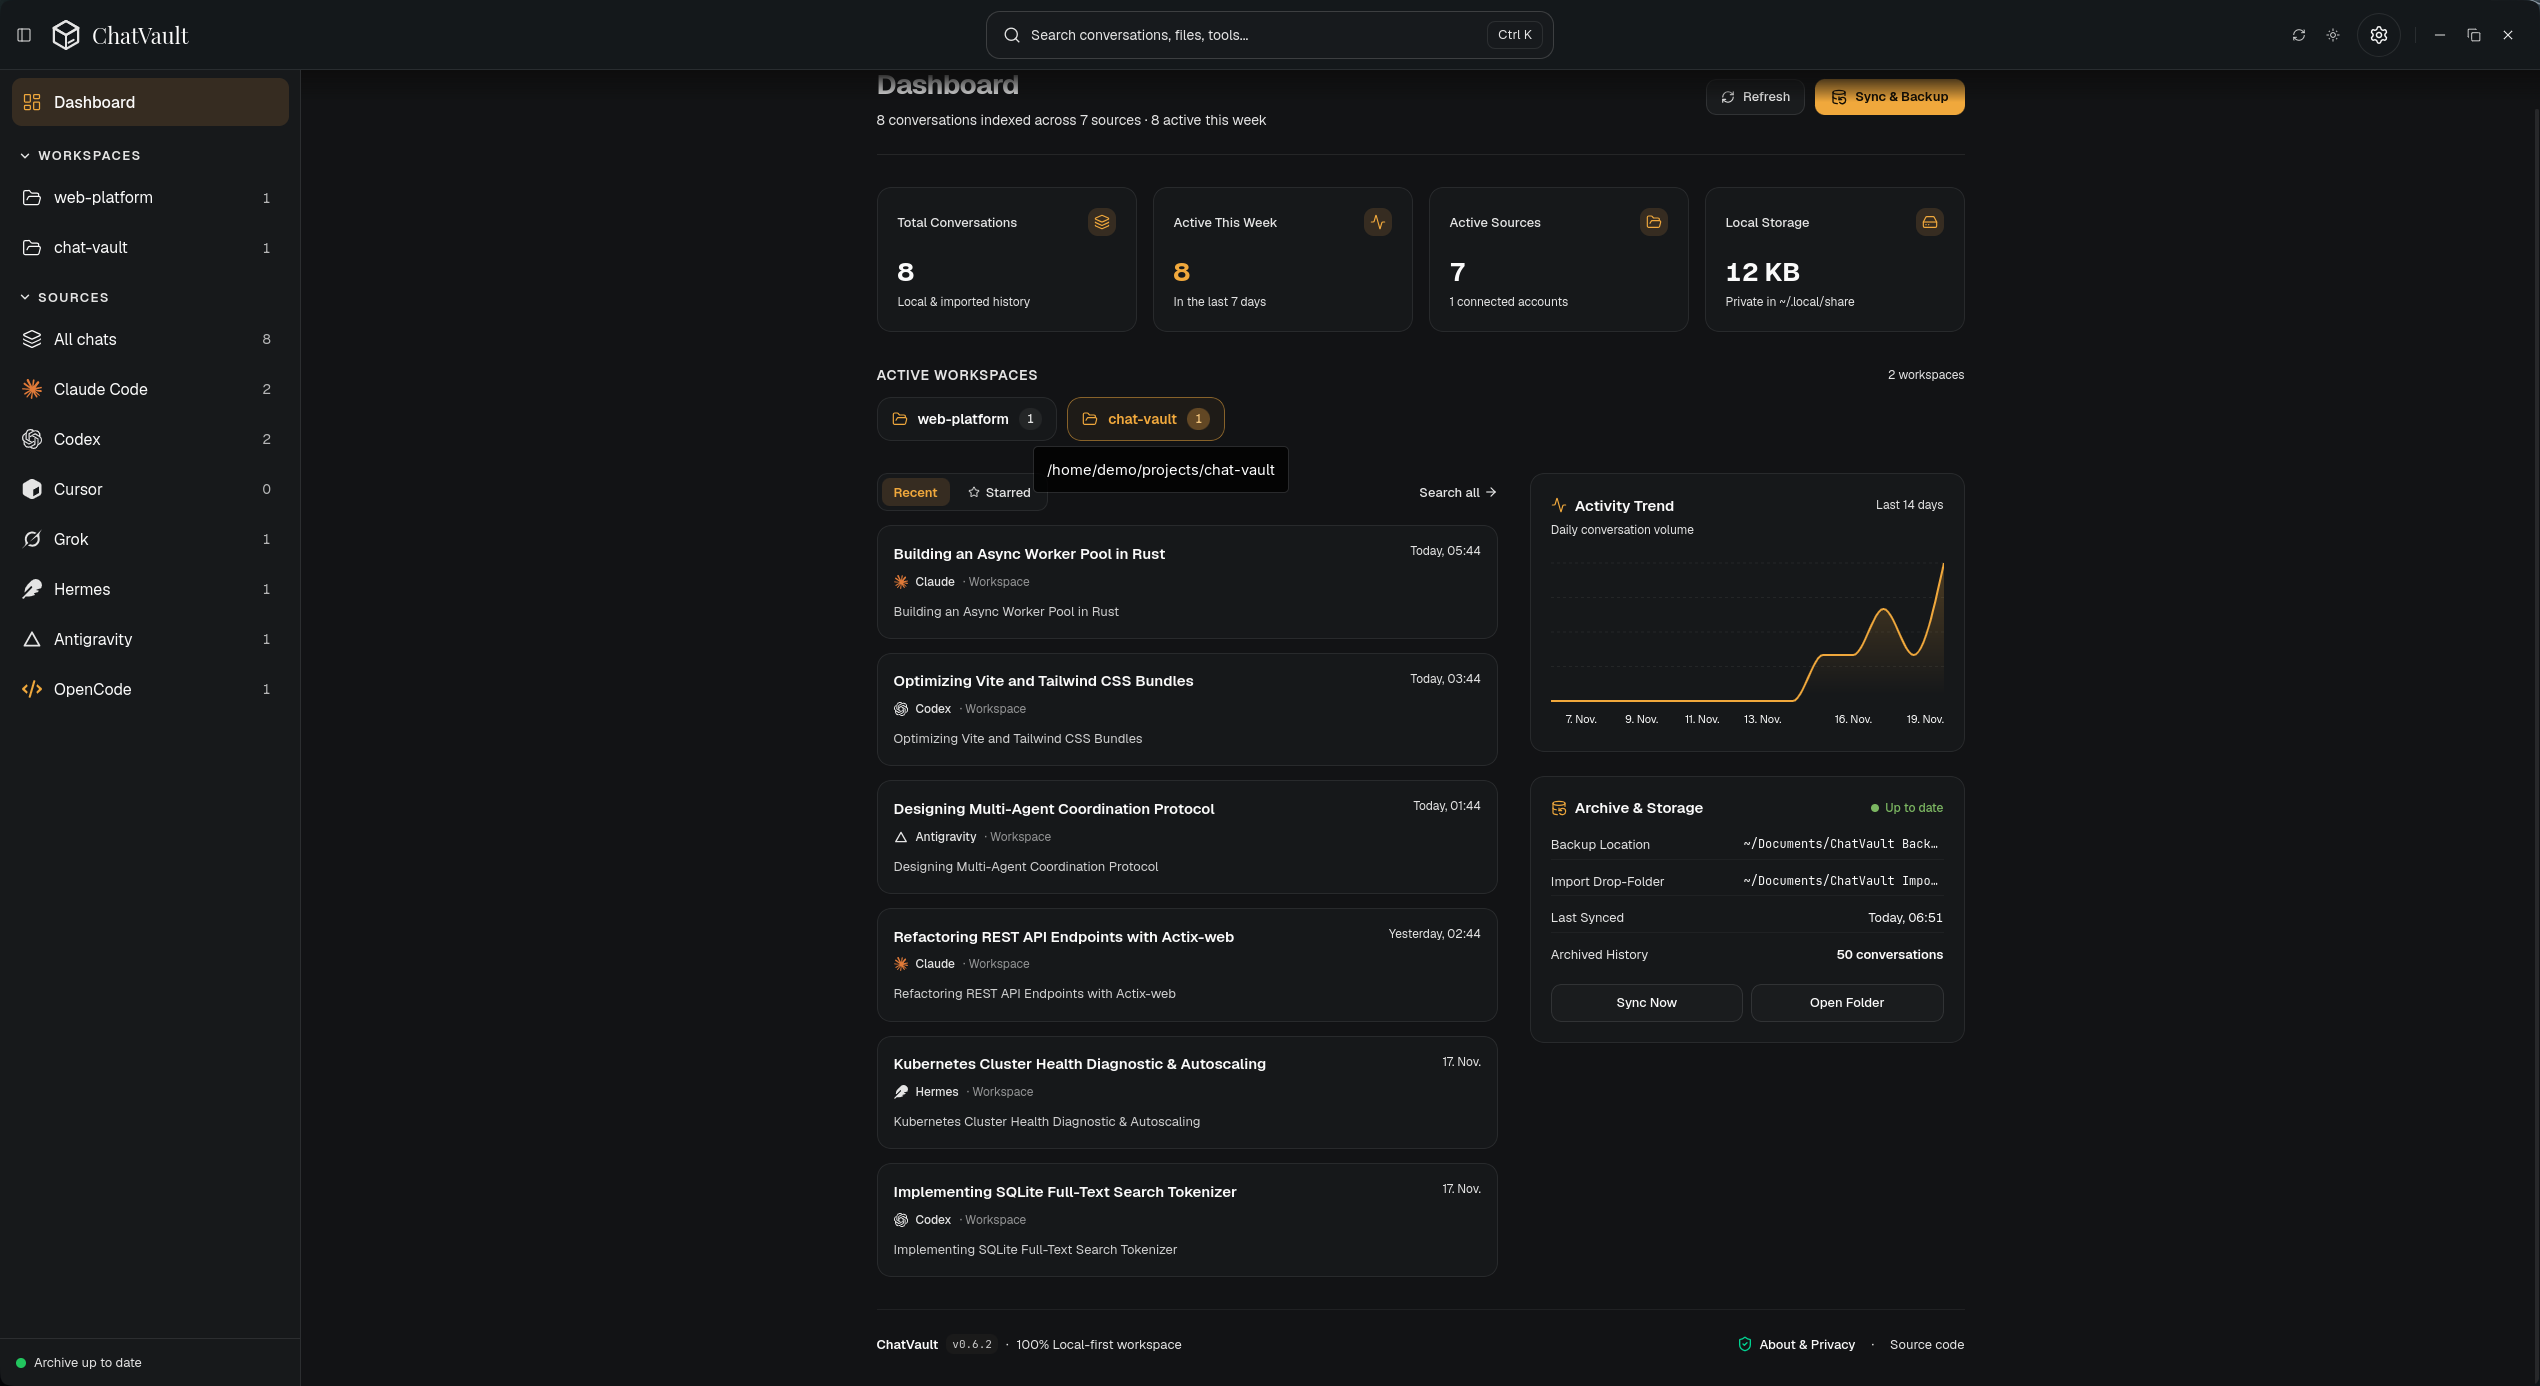 ChatVault
Search conversations, files, tools...
Ctrl K
Dashboard
WORKSPACES
web-platform 1
chat-vault 1
SOURCES
All chats 8
Claude Code 2
Codex 2
Cursor 0
Grok 1
Hermes 1
Antigravity 1
OpenCode 1
Archive up to date
Dashboard
8 conversations indexed across 7 sources · 8 active this week
Refresh
Sync & Backup
Total Conversations
8
Local & imported history
Active This Week
8
In the last 7 days
Active Sources
7
1 connected accounts
Local Storage
12 KB
Private in ~/.local/share
ACTIVE WORKSPACES
2 workspaces
web-platform 1
chat-vault 1
/home/demo/projects/chat-vault
Recent
Starred
Search all
Building an Async Worker Pool in Rust
Today, 05:44
Claude · Workspace
Building an Async Worker Pool in Rust
Optimizing Vite and Tailwind CSS Bundles
Today, 03:44
Codex · Workspace
Optimizing Vite and Tailwind CSS Bundles
Designing Multi-Agent Coordination Protocol
Today, 01:44
Antigravity · Workspace
Designing Multi-Agent Coordination Protocol
Refactoring REST API Endpoints with Actix-web
Yesterday, 02:44
Claude · Workspace
Refactoring REST API Endpoints with Actix-web
Kubernetes Cluster Health Diagnostic & Autoscaling
17. Nov.
Hermes · Workspace
Kubernetes Cluster Health Diagnostic & Autoscaling
Implementing SQLite Full-Text Search Tokenizer
17. Nov.
Codex · Workspace
Implementing SQLite Full-Text Search Tokenizer
Activity Trend
Last 14 days
Daily conversation volume
7. Nov. 9. Nov. 11. Nov. 13. Nov. 16. Nov. 19. Nov.
Archive & Storage
Up to date
Backup Location ~/Documents/ChatVault Back…
Import Drop-Folder ~/Documents/ChatVault Impo…
Last Synced Today, 06:51
Archived History 50 conversations
Sync Now
Open Folder
ChatVault v0.6.2 · 100% Local-first workspace
About & Privacy · Source code